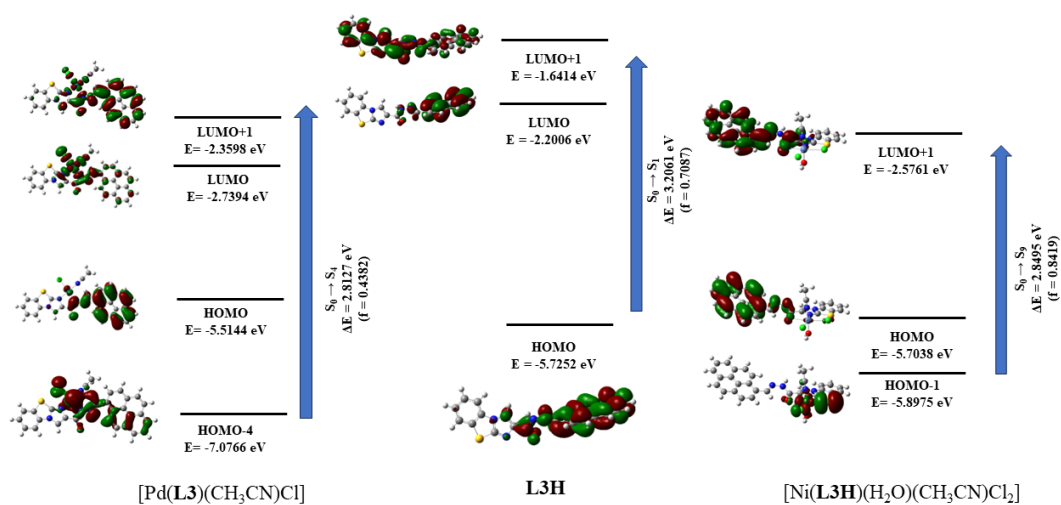 LUMO+1
E= -2.3598 eV
LUMO
E= -2.7394 eV
HOMO
E= -5.5144 eV
HOMO-4
E= -7.0766 eV
S₀ → S₄
ΔE = 2.8127 eV
(f = 0.4382)
[Pd(L3)(CH₃CN)Cl]
LUMO+1
E = -1.6414 eV
LUMO
E = -2.2006 eV
HOMO
E = -5.7252 eV
S₀ → S₁
ΔE = 3.2061 eV
(f = 0.7087)
L3H
LUMO+1
E = -2.5761 eV
HOMO
E= -5.7038 eV
HOMO-1
E= -5.8975 eV
S₀ → S₉
ΔE = 2.8495 eV
(f = 0.8419)
[Ni(L3H)(H₂O)(CH₃CN)Cl₂]